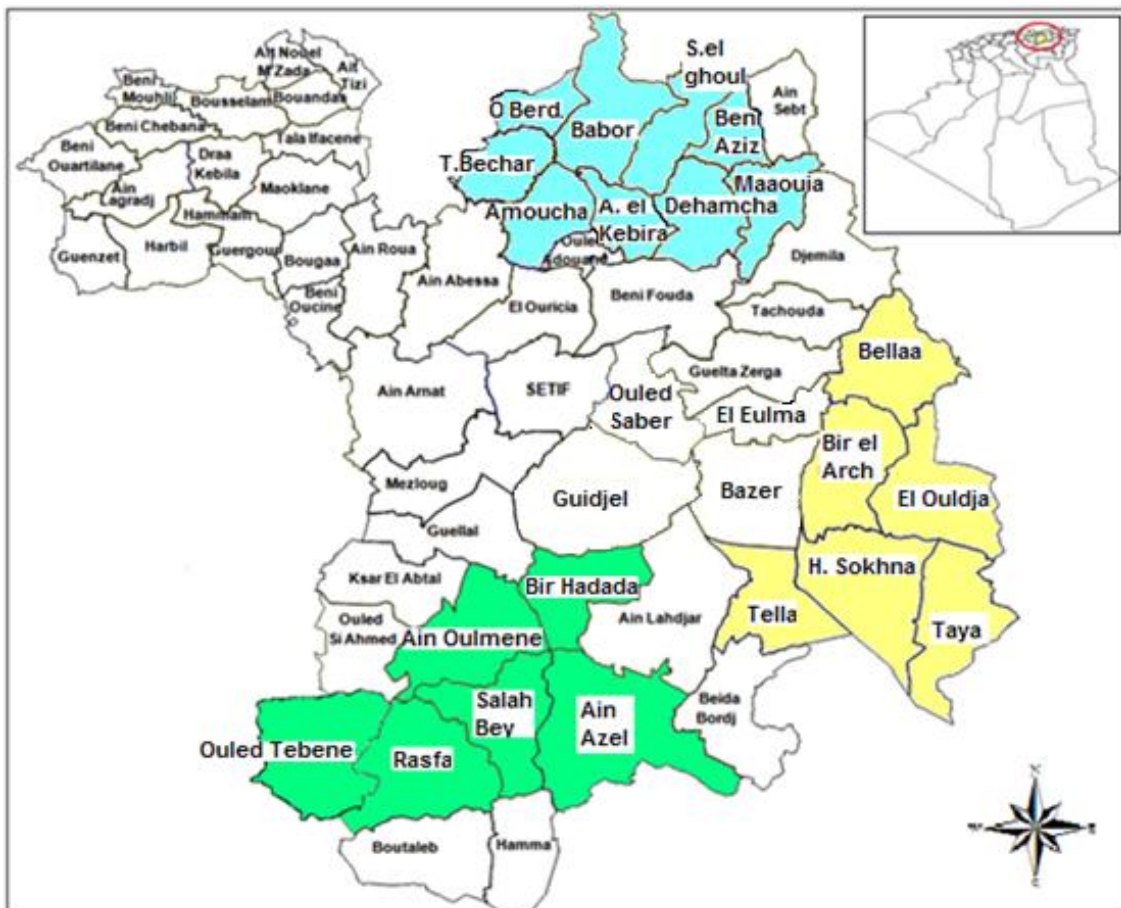 Ait Nouel
M'Zada
Ait
Tizi
Beni
Mouhli
Bousselam
Bouandas
Beni Chebana
Tala Ifacene
Beni
Ouartilane
Draa
Kebila
Ain
Lagradj
Maoklane
Hammam
Guenzet
Harbil
Guergour
Bougaa
Ain Roua
Beni
Oucine
S.el
ghoul
Ain
Sebt
O Berd.
Babor
Beni
Aziz
T.Bechar
Maaouia
Amoucha
A. el
Kebira
Dehamcha
Ouled
Adouane
Djemila
Ain Abessa
El Ouricia
Beni Fouda
Tachouda
Bellaa
Ain Arnat
SETIF
Ouled
Saber
Guelta Zerga
El Eulma
Bir el
Arch
Mezloug
Guidjel
Bazer
El Ouldja
Guellal
Ksar El Abtal
Bir Hadada
H. Sokhna
Ouled
Si Ahmed
Ain Oulmene
Ain Lahdjar
Tella
Taya
Salah
Bey
Ain
Azel
Beida
Bordj
Ouled Tebene
Rasfa
Boutaleb
Hamma